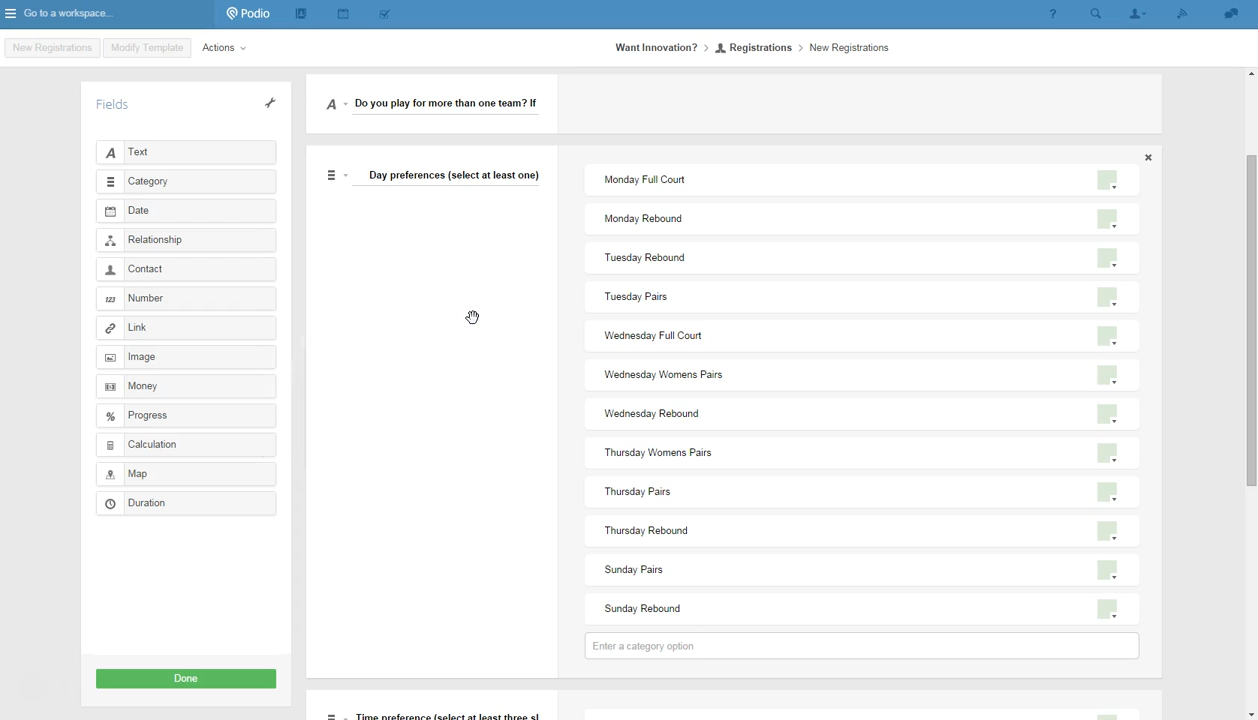 Go to a workspace...
Podio
?
New Registrations
Modify Template
Actions
Want Innovation? > Registrations > New Registrations
Fields
Text
Category
Date
Relationship
Contact
Number
Link
Image
Money
Progress
Calculation
Map
Duration
Done
Do you play for more than one team? If
Day preferences (select at least one)
Monday Full Court
Monday Rebound
Tuesday Rebound
Tuesday Pairs
Wednesday Full Court
Wednesday Womens Pairs
Wednesday Rebound
Thursday Womens Pairs
Thursday Pairs
Thursday Rebound
Sunday Pairs
Sunday Rebound
Enter a category option
Time preference (select at least three sl